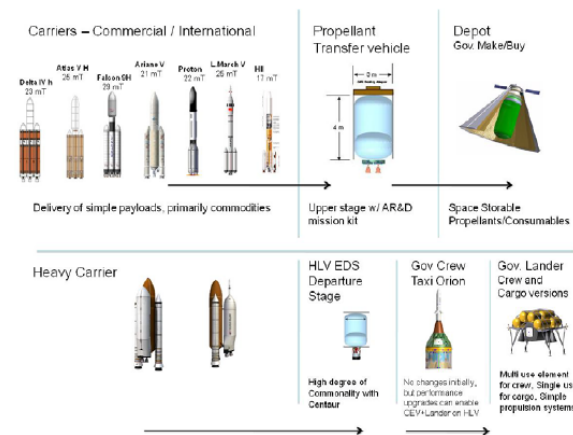 Carriers – Commercial / International
Delta IV h
23 mT
Atlas V H
26 mT
Falcon 9H
29 mT
Ariane V
21 mT
Proton
22 mT
L.March V
25 mT
HII
17 mT
Delivery of simple payloads, primarily commodities
Propellant
Transfer vehicle
3 m
4 m
Upper stage w/ AR&D
mission kit
Depot
Gov. Make/Buy
Space Storable
Propellants/Consumables
Heavy Carrier
HLV EDS
Departure
Stage
High degree of
Commonality with
Centaur
Gov Crew
Taxi Orion
No changes initially,
but performance
upgrades can enable
CEV+Lander on HLV
Gov. Lander
Crew and
Cargo versions
Multi use element
for crew, Single us
for cargo, Simple
propulsion systems